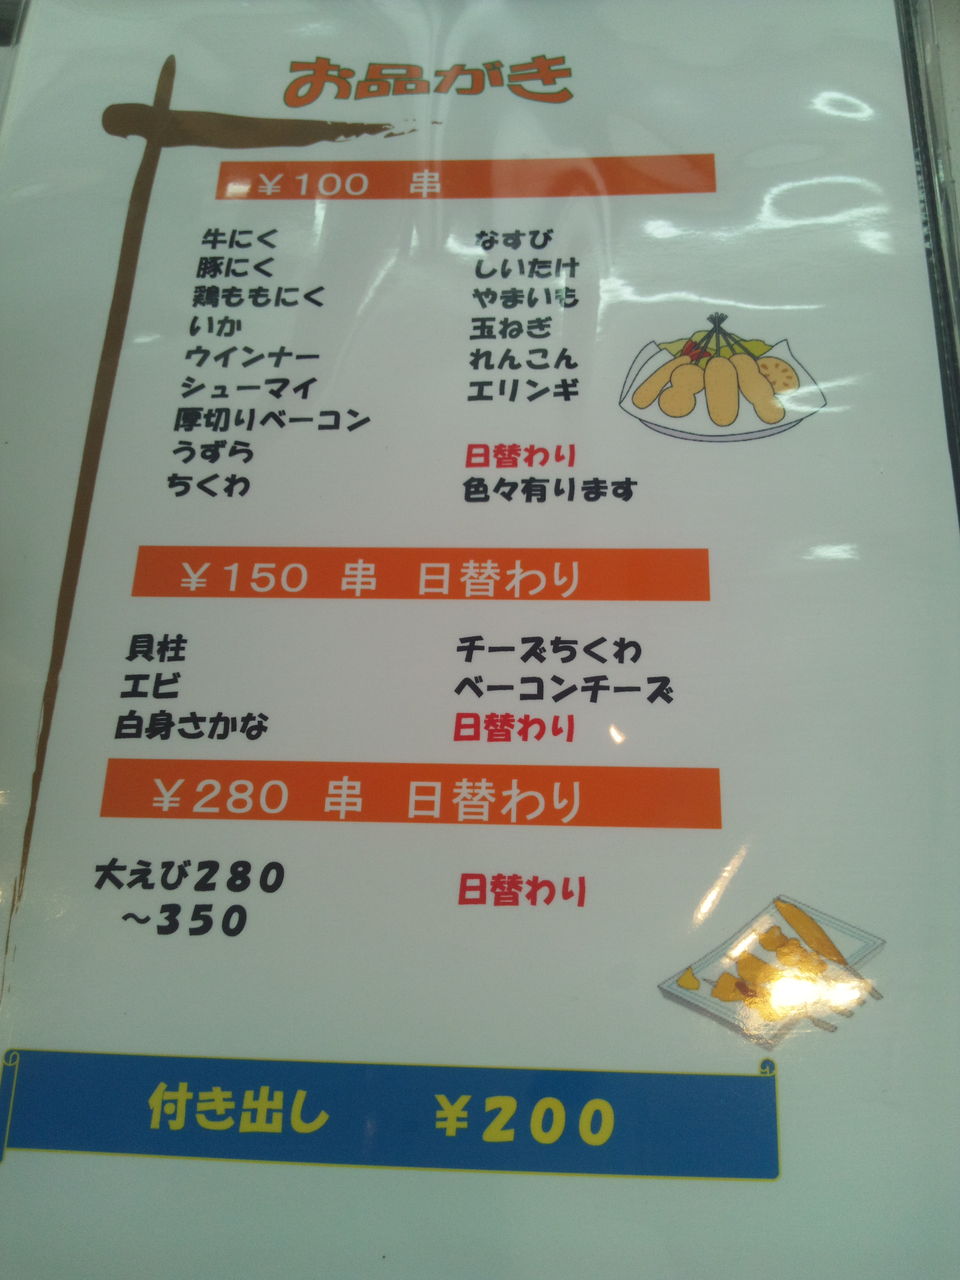 お品がき
￥100 串
牛にく
豚にく
鶏ももにく
いか
ウインナー
シューマイ
厚切りベーコン
うずら
ちくわ
なすび
しいたけ
やまいも
玉ねぎ
れんこん
エリンギ
日替わり
色々有ります
￥150 串 日替わり
貝柱
エビ
白身さかな
チーズちくわ
ベーコンチーズ
日替わり
￥280 串 日替わり
大えび280
～350
日替わり
付き出し ￥200